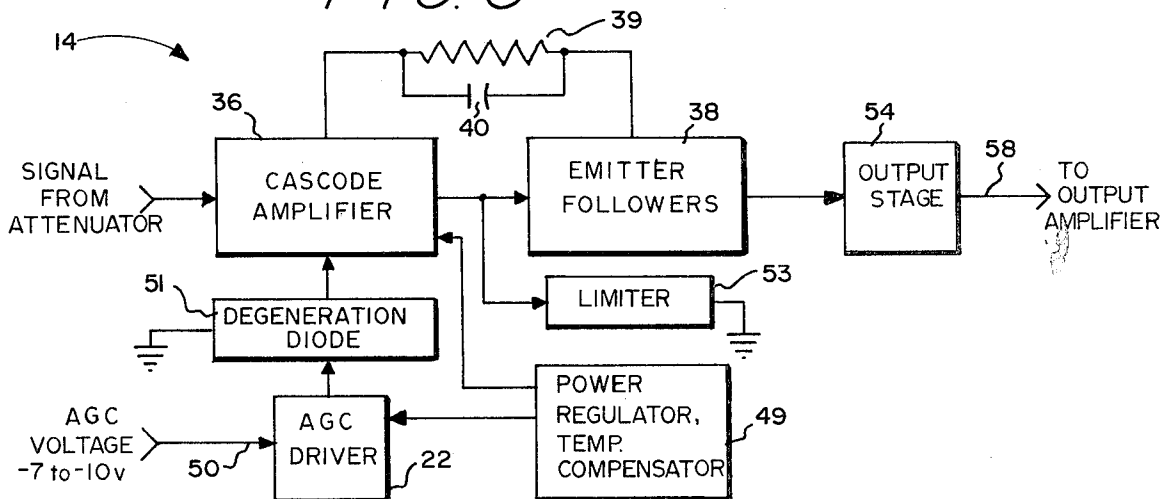 14
39
40
36
38
54
58
SIGNAL
FROM
ATTENUATOR
CASCODE
AMPLIFIER
EMITTER
FOLLOWERS
OUTPUT
STAGE
TO
OUTPUT
AMPLIFIER
51
DEGENERATION
DIODE
LIMITER
53
AGC
VOLTAGE
-7 to -10v
50
AGC
DRIVER
22
POWER
REGULATOR,
TEMP.
COMPENSATOR
49